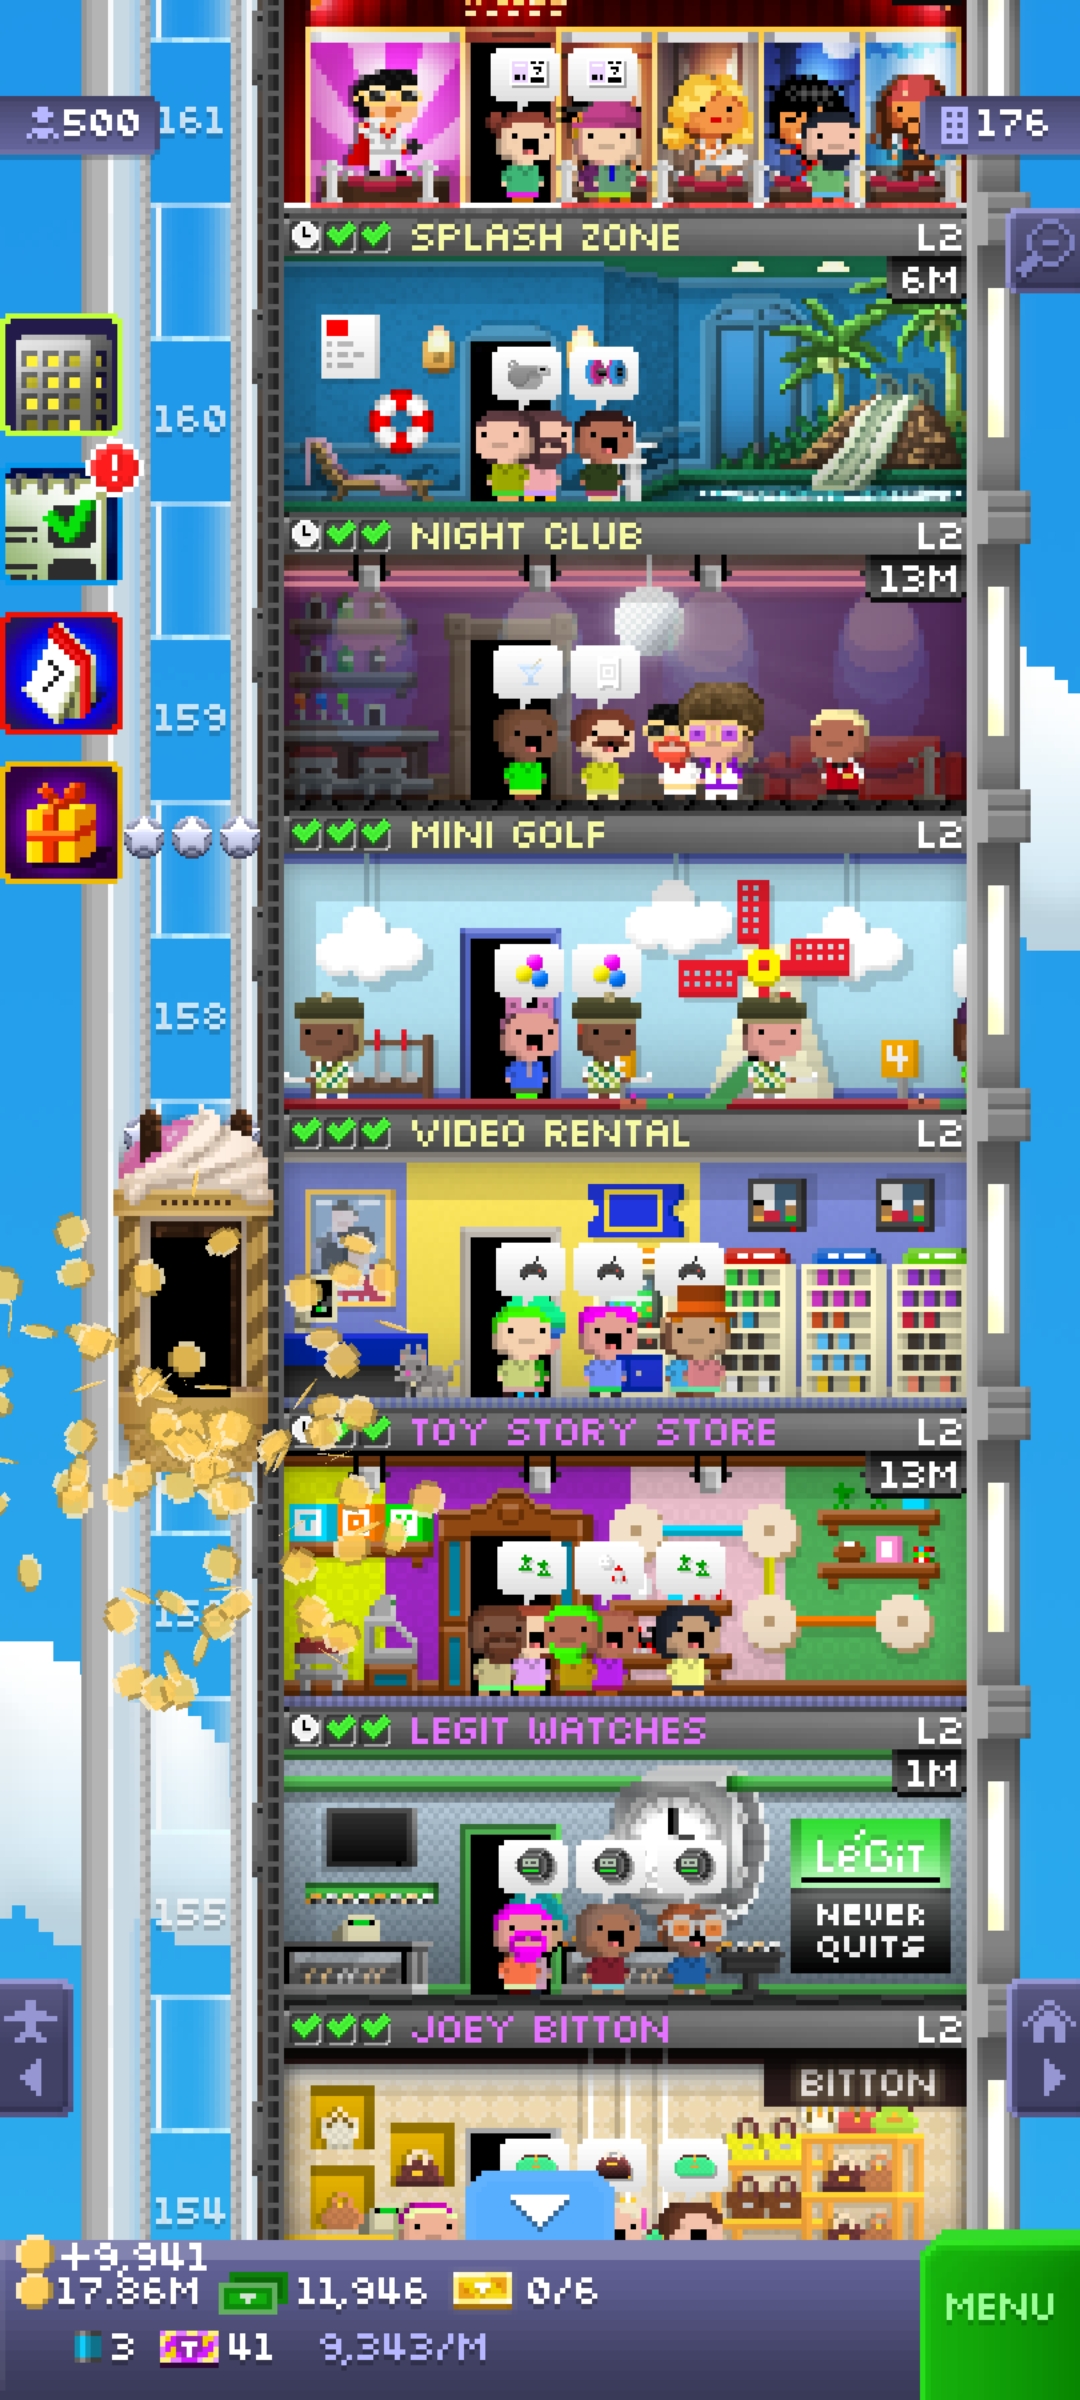 500
161
176
SPLASH ZONE L2
6M
160
NIGHT CLUB L2
13M
7
159
MINI GOLF L2
158
4
VIDEO RENTAL L2
TOY STORY STORE L2
13M
T O Y
LEGIT WATCHES L2
1M
LéGiT
155
NEVER
QUITS
JOEY BITTON L2
BITTON
154
+9,941
17.86M 11,946 0/6
MENU
3 T 41 9,343/M